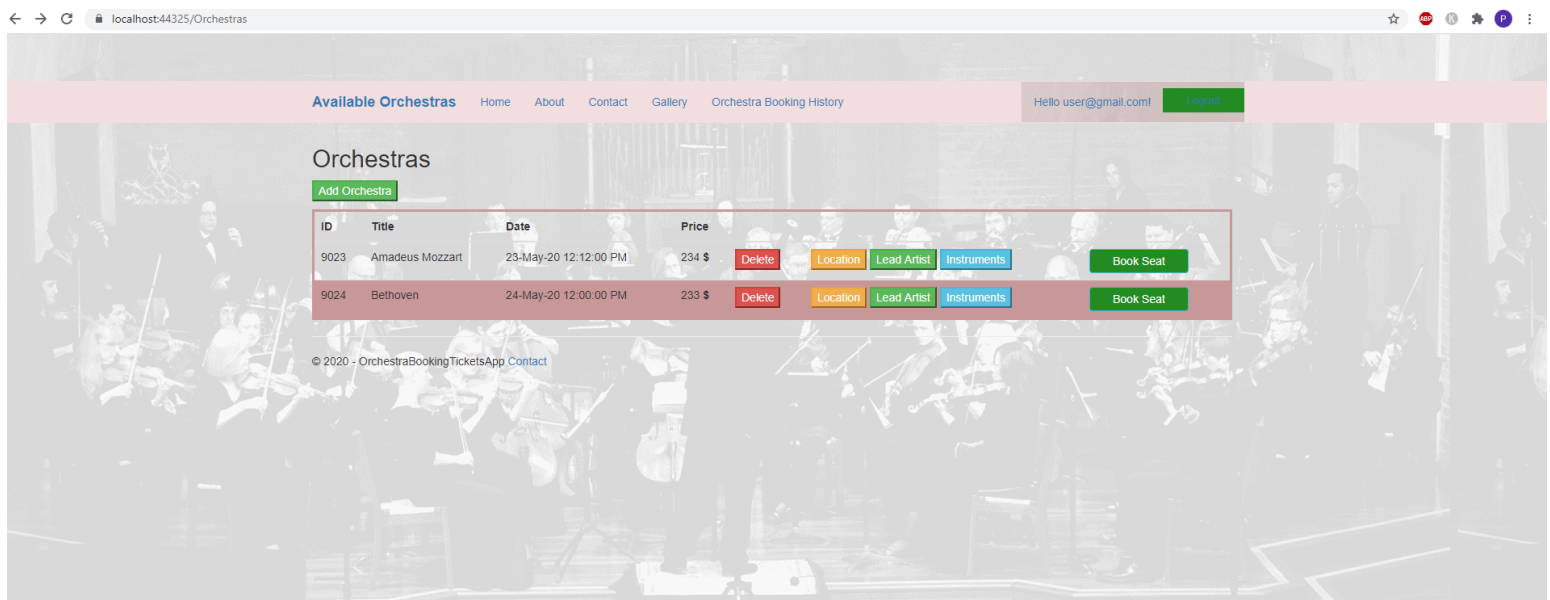 localhost:44325/Orchestras
ABP K P
Available Orchestras Home About Contact Gallery Orchestra Booking History Hello user@gmail.com! Logout
Orchestras
Add Orchestra
ID Title Date Price
9023 Amadeus Mozzart 23-May-20 12:12:00 PM 234 $ Delete Location Lead Artist Instruments Book Seat
9024 Bethoven 24-May-20 12:00:00 PM 233 $ Delete Location Lead Artist Instruments Book Seat
© 2020 - OrchestraBookingTicketsApp Contact